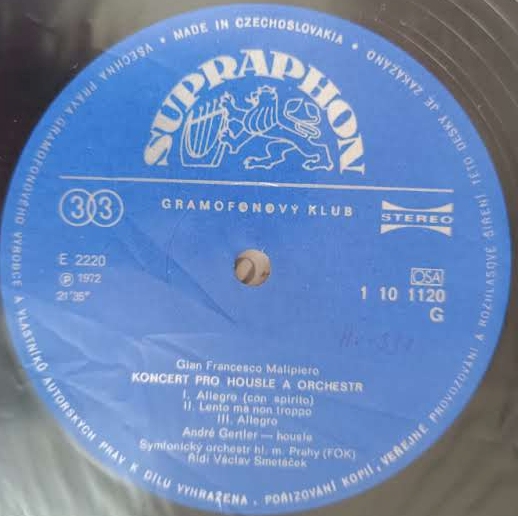 VŠECHNA PRÁVA GRAMOFONOVÉHO VÝROBCE A VLASTNÍKŮ AUTORSKÝCH PRÁV K DÍLU VYHRAŽENA . POŘIZOVÁNÍ KOPIÍ, VEŘEJNÉ PROVOZOVÁNÍ A ROZHLASOVÉ ŠÍŘENÍ TÉTO DESKY JE ZAKÁZÁNO
• MADE IN CZECHOSLOVAKIA •
SUPRAPHON
33
GRAMOFONOVÝ KLUB
STEREO
E 2220
℗ 1972
21'35"
OSA
1 10 1120
G
Gian Francesco Malipiero
KONCERT PRO HOUSLE A ORCHESTR
I. Allegro (con spirito)
II. Lento ma non troppo
III. Allegro
André Gertler — housle
Symfonický orchestr hl. m. Prahy (FOK)
Řídí Václav Smetáček